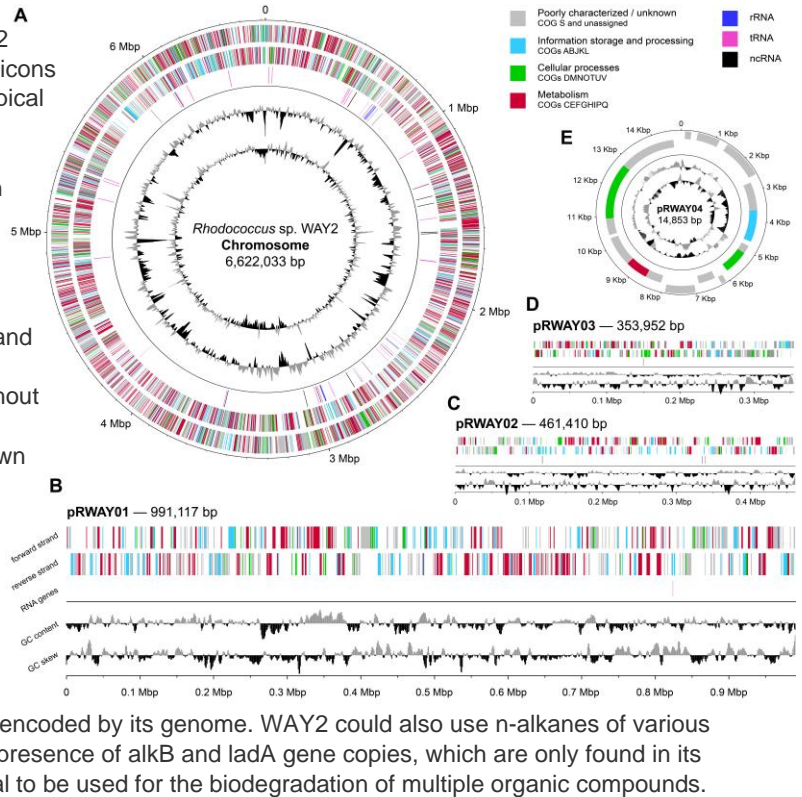 A
0
6 Mbp
1 Mbp
5 Mbp
2 Mbp
4 Mbp
3 Mbp
Rhodococcus sp. WAY2
Chromosome
6,622,033 bp
2
icons
pical
and
hout
wn
Poorly characterized / unknown
COG S and unassigned
Information storage and processing
COGs ABJKL
Cellular processes
COGs DMNOTUV
Metabolism
COGs CEFGHIPQ
rRNA
tRNA
ncRNA
E
0
1 Kbp
2 Kbp
3 Kbp
4 Kbp
5 Kbp
6 Kbp
7 Kbp
8 Kbp
9 Kbp
10 Kbp
11 Kbp
12 Kbp
13 Kbp
14 Kbp
pRWAY04
14,853 bp
D
pRWAY03 — 353,952 bp
0 0.1 Mbp 0.2 Mbp 0.3 Mbp
C
pRWAY02 — 461,410 bp
0 0.1 Mbp 0.2 Mbp 0.3 Mbp 0.4 Mbp
B
pRWAY01 — 991,117 bp
forward strand
reverse strand
RNA genes
GC content
GC skew
0 0.1 Mbp 0.2 Mbp 0.3 Mbp 0.4 Mbp 0.5 Mbp 0.6 Mbp 0.7 Mbp 0.8 Mbp 0.9 Mbp
encoded by its genome. WAY2 could also use n-alkanes of various
presence of alkB and ladA gene copies, which are only found in its
al to be used for the biodegradation of multiple organic compounds.